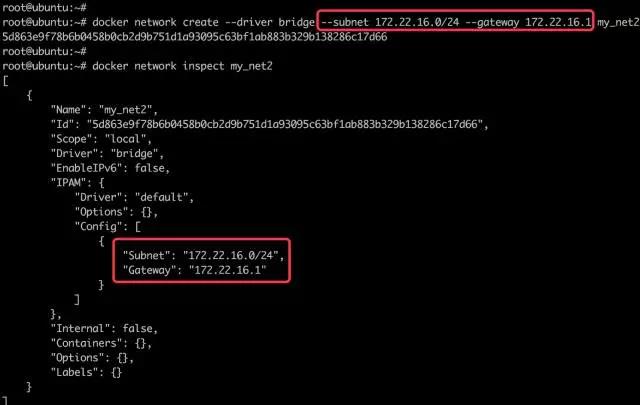 root@ubuntu:~#
root@ubuntu:~# docker network create --driver bridge --subnet 172.22.16.0/24 --gateway 172.22.16.1 my_net2
5d863e9f78b6b0458b0cb2d9b751d1a93095c63bf1ab883b329b138286c17d66
root@ubuntu:~#
root@ubuntu:~# docker network inspect my_net2
[
    {
        "Name": "my_net2",
        "Id": "5d863e9f78b6b0458b0cb2d9b751d1a93095c63bf1ab883b329b138286c17d66",
        "Scope": "local",
        "Driver": "bridge",
        "EnableIPv6": false,
        "IPAM": {
            "Driver": "default",
            "Options": {},
            "Config": [
                {
                    "Subnet": "172.22.16.0/24",
                    "Gateway": "172.22.16.1"
                }
            ]
        },
        "Internal": false,
        "Containers": {},
        "Options": {},
        "Labels": {}
    }
]